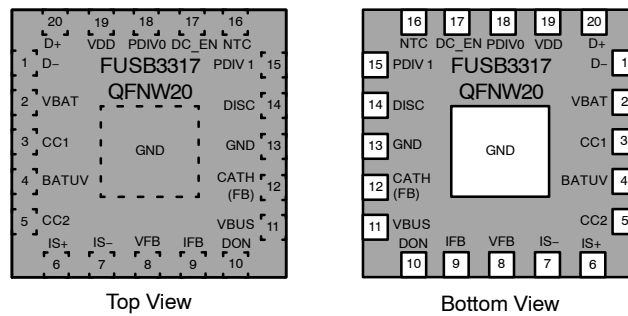 20 19 18 17 16
D+ VDD PDIV0 DC_EN NTC
1 D− FUSB3317 PDIV 1 15
QFNW20
2 VBAT DISC 14
3 CC1 GND GND 13
4 BATUV CATH (FB) 12
5 CC2 VBUS 11
IS+ IS− VFB IFB DON
6 7 8 9 10
Top View
16 17 18 19 20
NTC DC_EN PDIV0 VDD D+
15 PDIV 1 FUSB3317 D− 1
QFNW20
14 DISC VBAT 2
13 GND GND CC1 3
12 CATH (FB) BATUV 4
11 VBUS CC2 5
DON IFB VFB IS− IS+
10 9 8 7 6
Bottom View